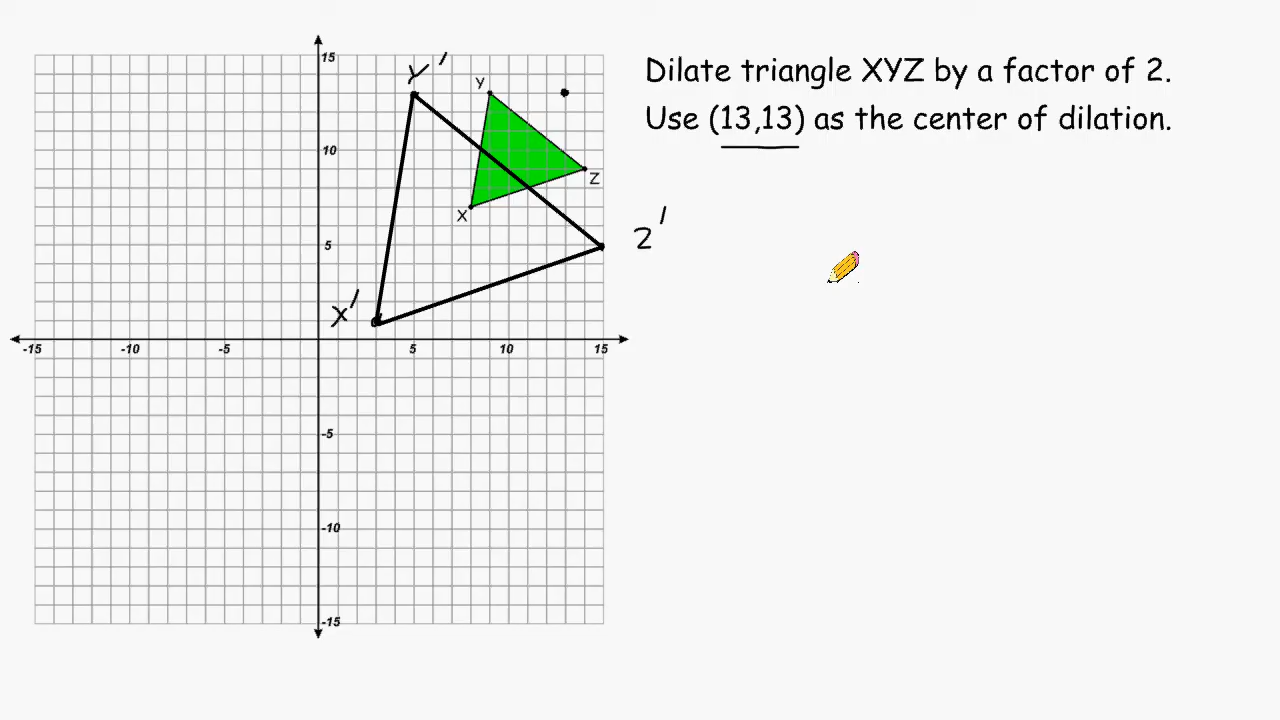 Dilate triangle XYZ by a factor of 2.
Use (13,13) as the center of dilation.
15
Y'
Y
10
Z
X
5
Z'
X'
-15
-10
-5
5
10
15
-5
-10
-15